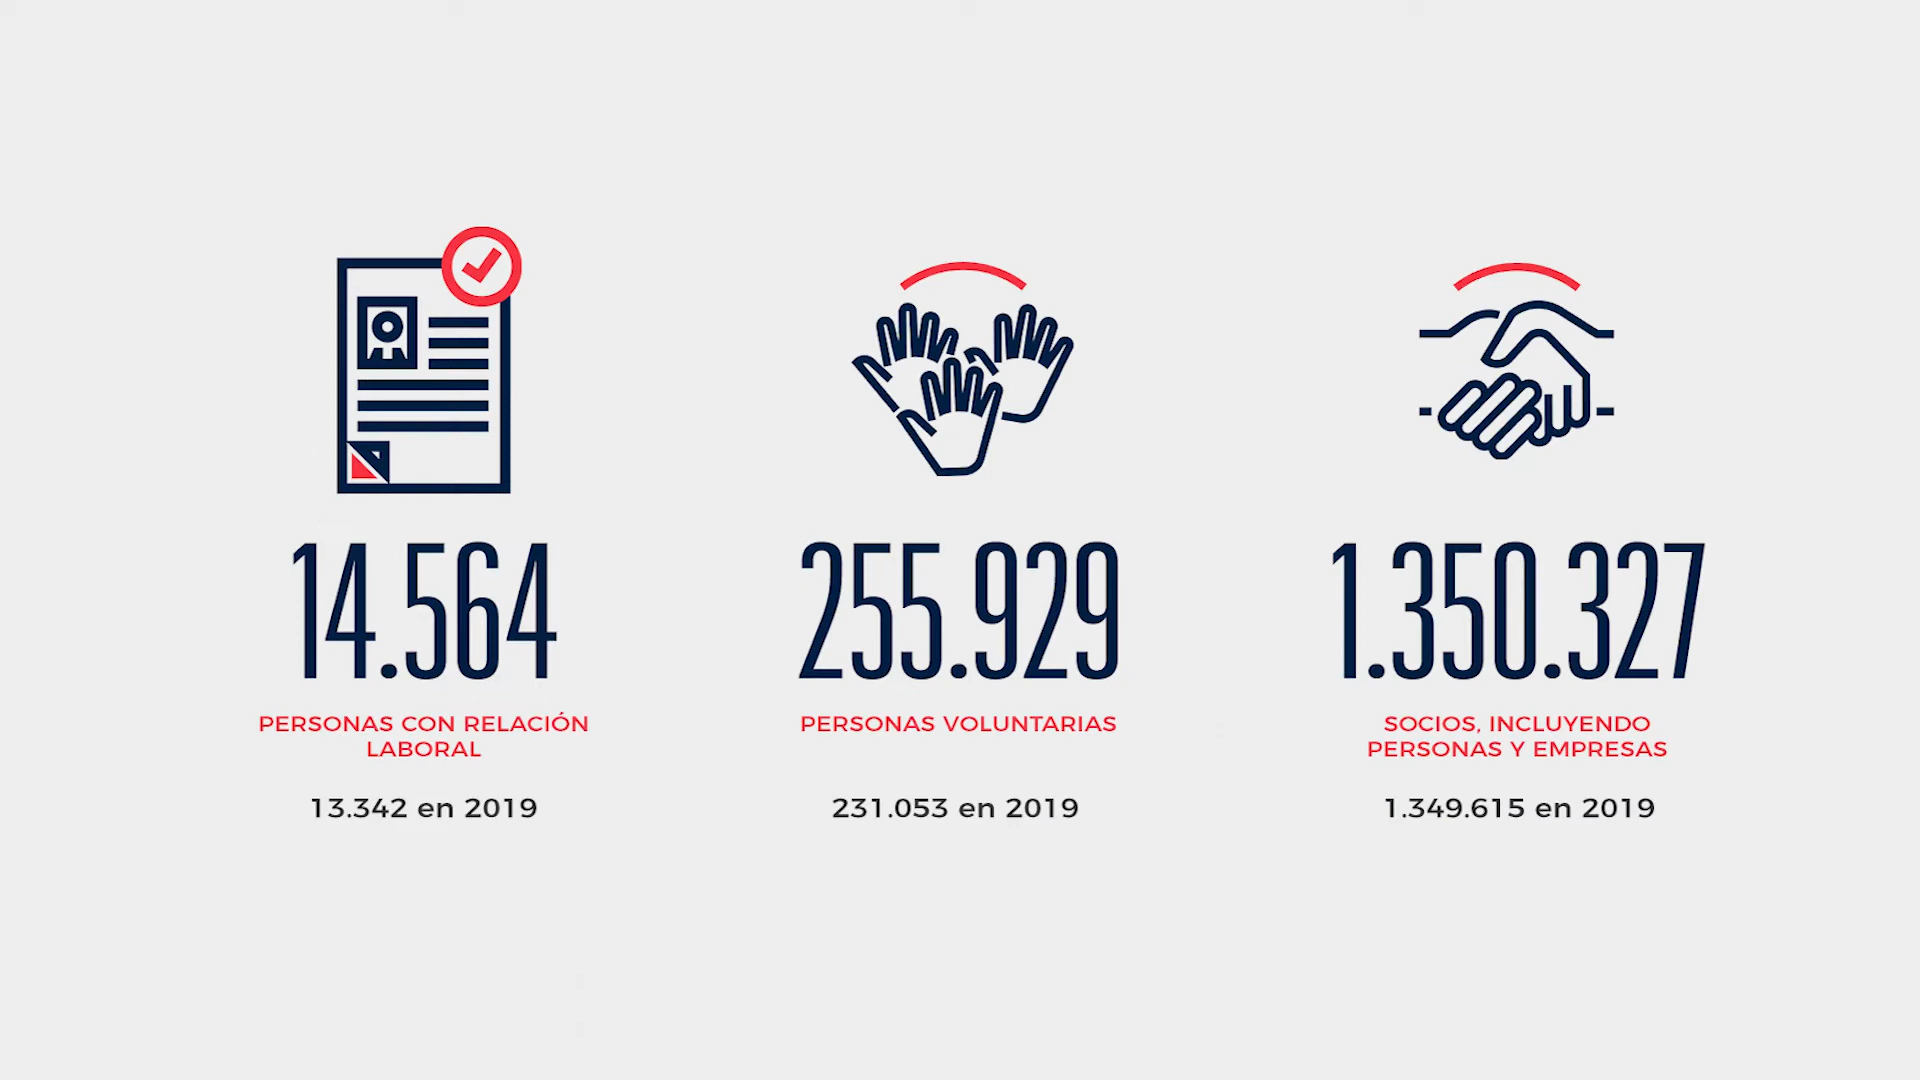 14.564
PERSONAS CON RELACIÓN
LABORAL
13.342 en 2019
255.929
PERSONAS VOLUNTARIAS
231.053 en 2019
1.350.327
SOCIOS, INCLUYENDO
PERSONAS Y EMPRESAS
1.349.615 en 2019